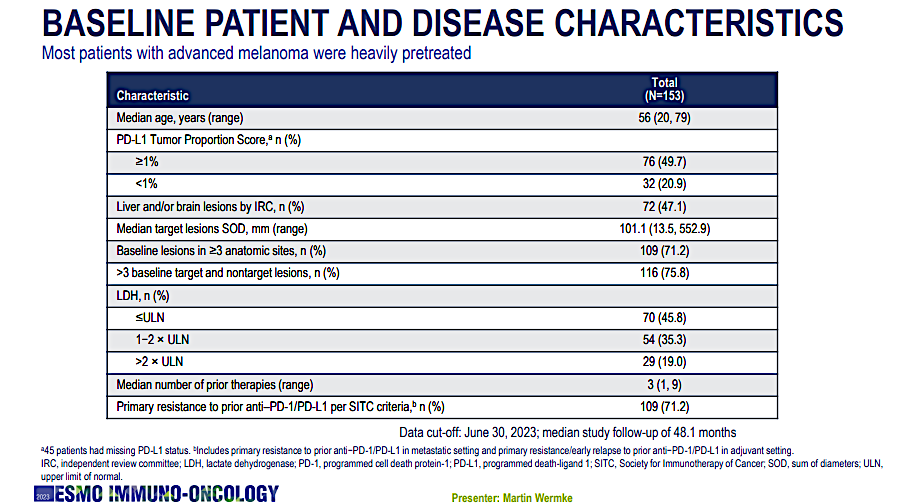 BASELINE PATIENT AND DISEASE CHARACTERISTICS
Most patients with advanced melanoma were heavily pretreated
Characteristic Total (N=153)
Median age, years (range) 56 (20, 79)
PD-L1 Tumor Proportion Score,ᵃ n (%)
≥1% 76 (49.7)
<1% 32 (20.9)
Liver and/or brain lesions by IRC, n (%) 72 (47.1)
Median target lesions SOD, mm (range) 101.1 (13.5, 552.9)
Baseline lesions in ≥3 anatomic sites, n (%) 109 (71.2)
>3 baseline target and nontarget lesions, n (%) 116 (75.8)
LDH, n (%)
≤ULN 70 (45.8)
1−2 × ULN 54 (35.3)
>2 × ULN 29 (19.0)
Median number of prior therapies (range) 3 (1, 9)
Primary resistance to prior anti–PD-1/PD-L1 per SITC criteria,ᵇ n (%) 109 (71.2)
Data cut-off: June 30, 2023; median study follow-up of 48.1 months
ᵃ45 patients had missing PD-L1 status. ᵇIncludes primary resistance to prior anti−PD-1/PD-L1 in metastatic setting and primary resistance/early relapse to prior anti−PD-1/PD-L1 in adjuvant setting.
IRC, independent review committee; LDH, lactate dehydrogenase; PD-1, programmed cell death protein-1; PD-L1, programmed death-ligand 1; SITC, Society for Immunotherapy of Cancer; SOD, sum of diameters; ULN,
upper limit of normal.
2023 ESMO IMMUNO-ONCOLOGY
Presenter: Martin Wermke